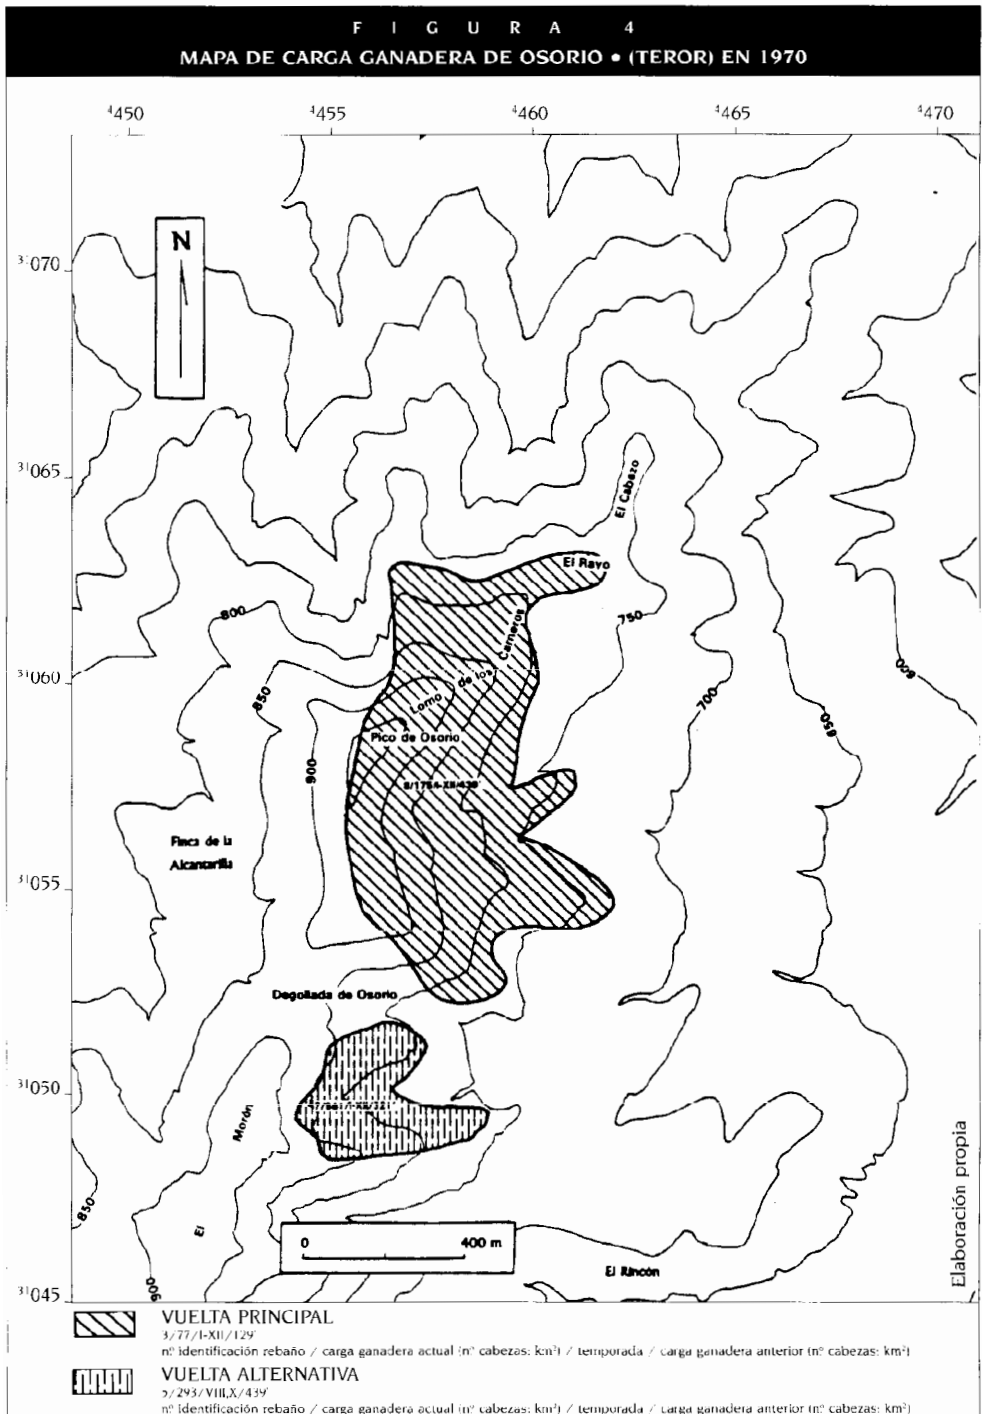 F I G U R A 4
MAPA DE CARGA GANADERA DE OSORIO • (TEROR) EN 1970
⁴450 ⁴455 ⁴460 ⁴465 ⁴470
N
³¹070
³¹065
El Cabezo
El Rayo
800
750
Lomo de los Carneros
³¹060
850
700
600
650
Pico de Osorio
900
Finca de la
Alcantarilla
³¹055
Degollada de Osorio
³¹050
El Morón
850
0 400 m
El Rincón
900
³¹045
Elaboración propia
VUELTA PRINCIPAL
3/77/I-XII/129'
nº identificación rebaño / carga ganadera actual (nº cabezas: km²) / temporada / carga ganadera anterior (nº cabezas: km²)
VUELTA ALTERNATIVA
5/293/VIII,X/439'
nº identificación rebaño / carga ganadera actual (nº cabezas: km²) / temporada / carga ganadera anterior (nº cabezas: km²)